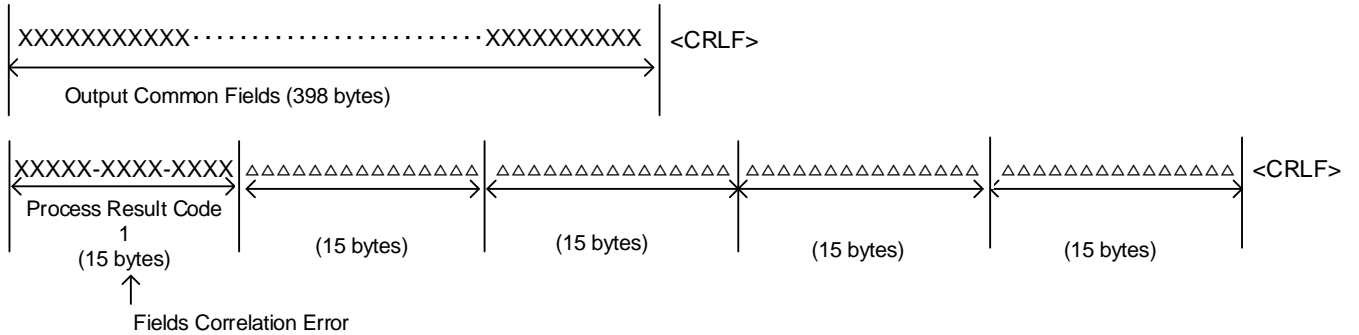 XXXXXXXXXXX························XXXXXXXXXX <CRLF>
Output Common Fields (398 bytes)
XXXXX-XXXX-XXXX △△△△△△△△△△△△△△△ △△△△△△△△△△△△△△△ △△△△△△△△△△△△△△△ △△△△△△△△△△△△△△△ <CRLF>
Process Result Code
1
(15 bytes) (15 bytes) (15 bytes) (15 bytes) (15 bytes)
Fields Correlation Error